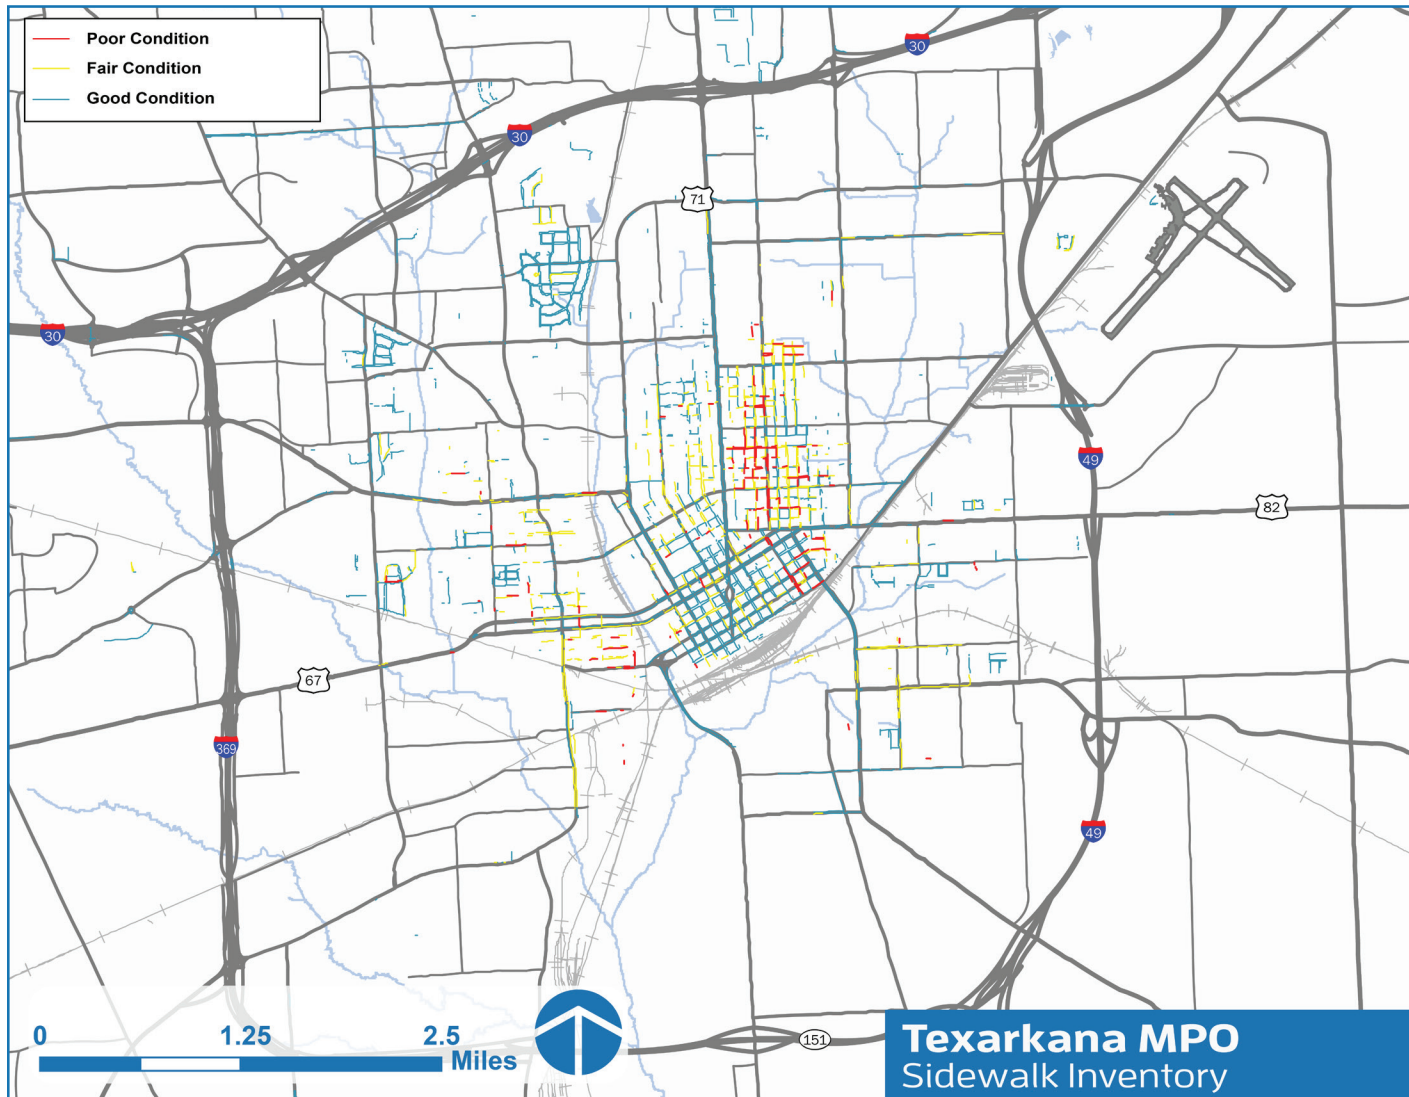 Poor Condition
Fair Condition
Good Condition
30
30
71
30
49
82
67
369
49
151
0 1.25 2.5
Miles
Texarkana MPO
Sidewalk Inventory